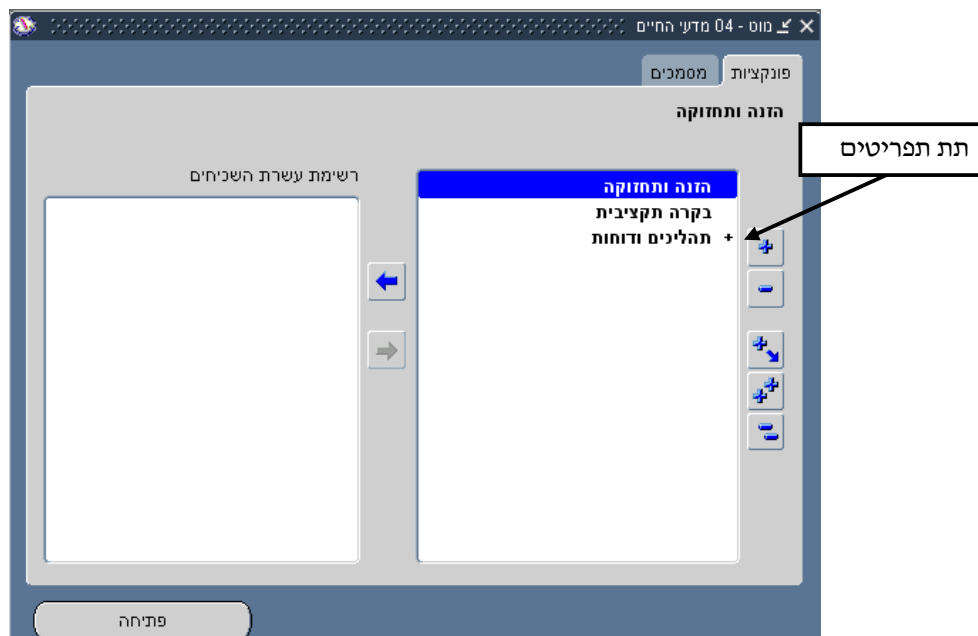 נווט - 04 מדעי החיים
פונקציות
מסמכים
הזנה ותחזוקה
תת תפריטים
הזנה ותחזוקה
בקרה תקציבית
+ תהליכים ודוחות
רשימת עשרת השכיחים
פתיחה